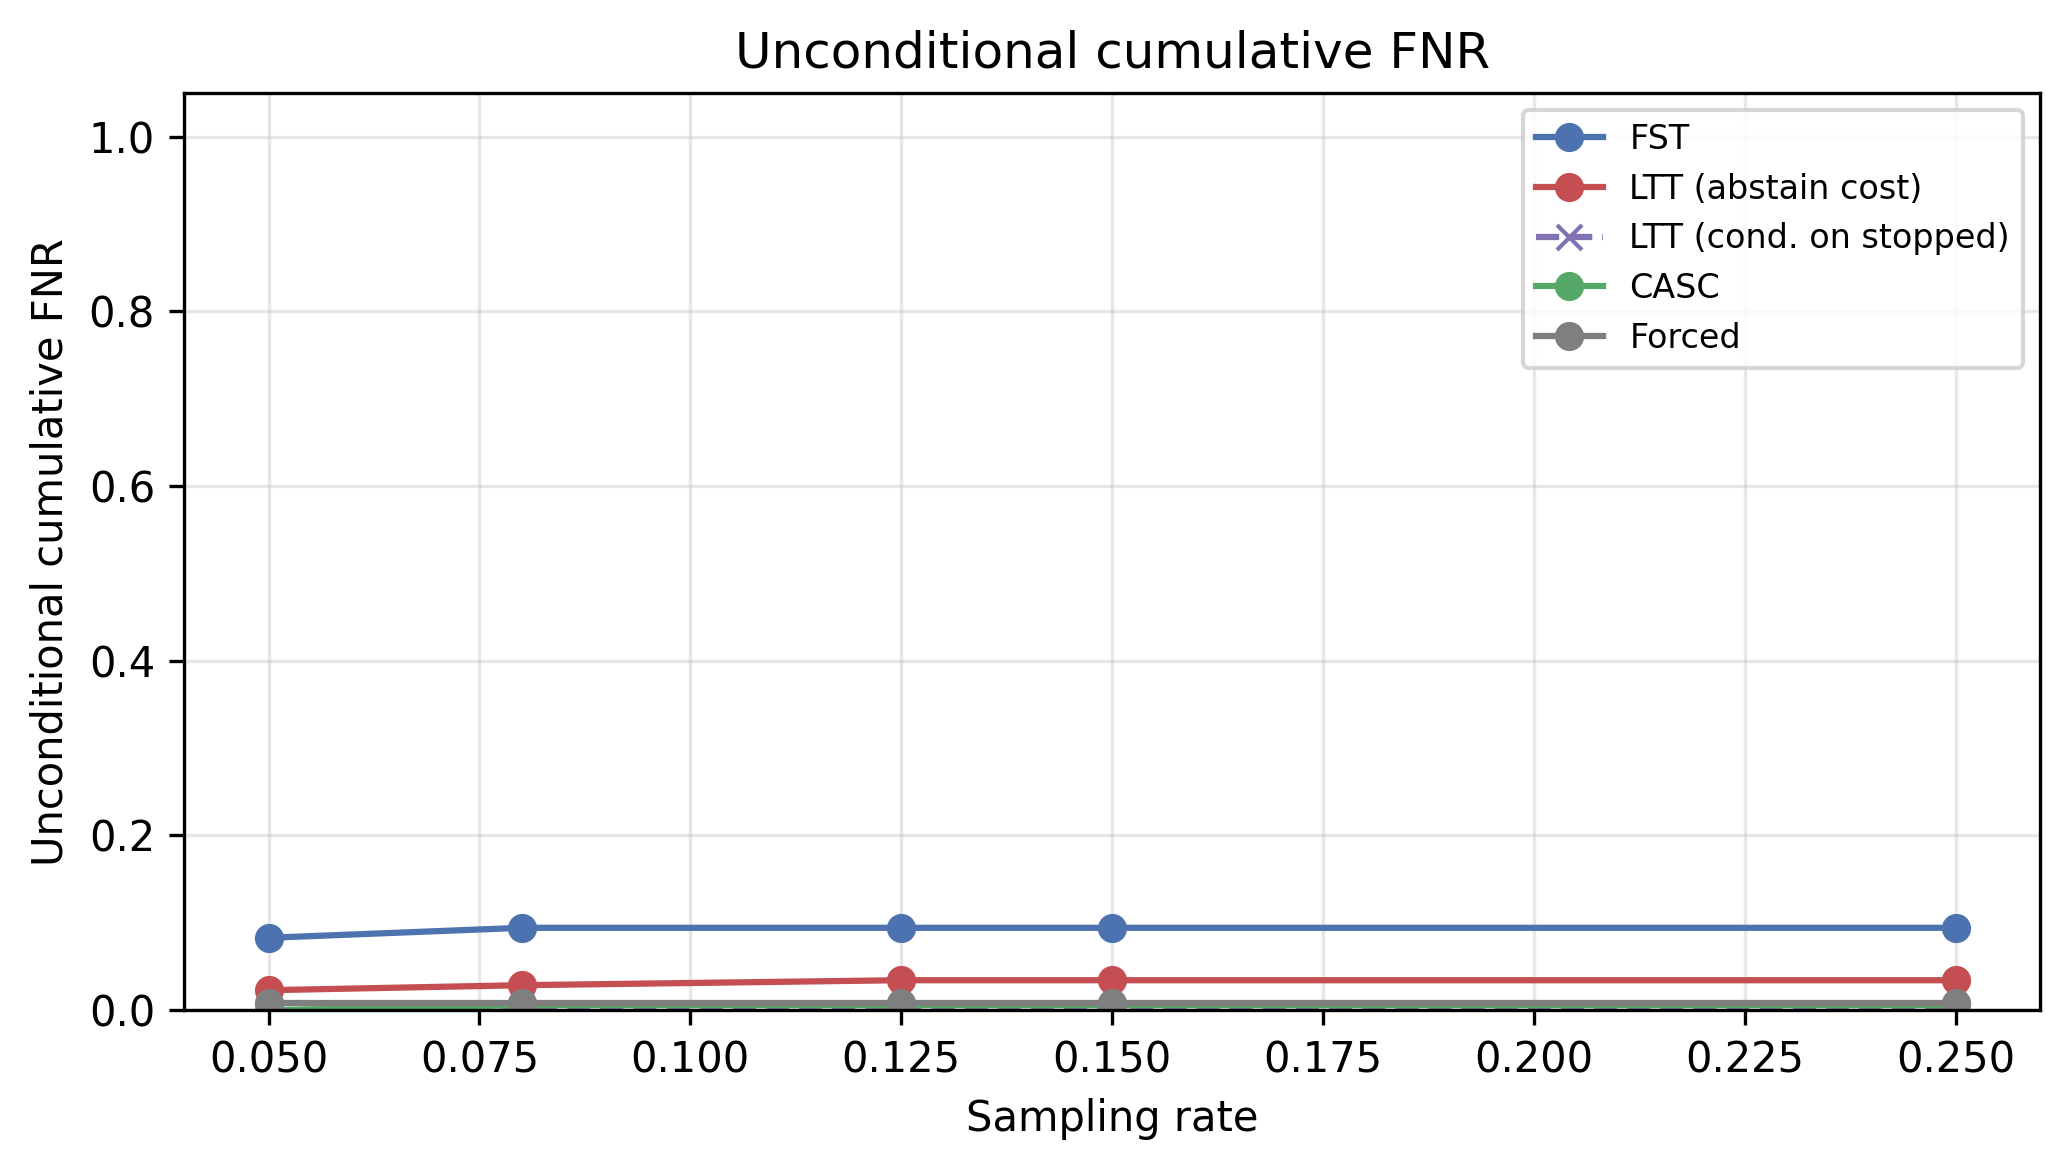 Unconditional cumulative FNR
Unconditional cumulative FNR
1.0
0.8
0.6
0.4
0.2
0.0
FST
LTT (abstain cost)
LTT (cond. on stopped)
CASC
Forced
0.050 0.075 0.100 0.125 0.150 0.175 0.200 0.225 0.250
Sampling rate